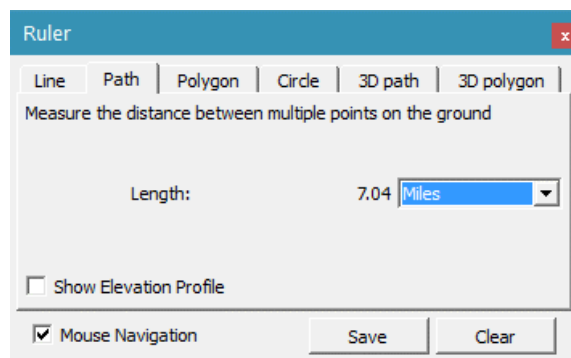 Ruler x
Line Path Polygon Circle 3D path 3D polygon
Measure the distance between multiple points on the ground
Length: 7.04 Miles
Show Elevation Profile
Mouse Navigation Save Clear